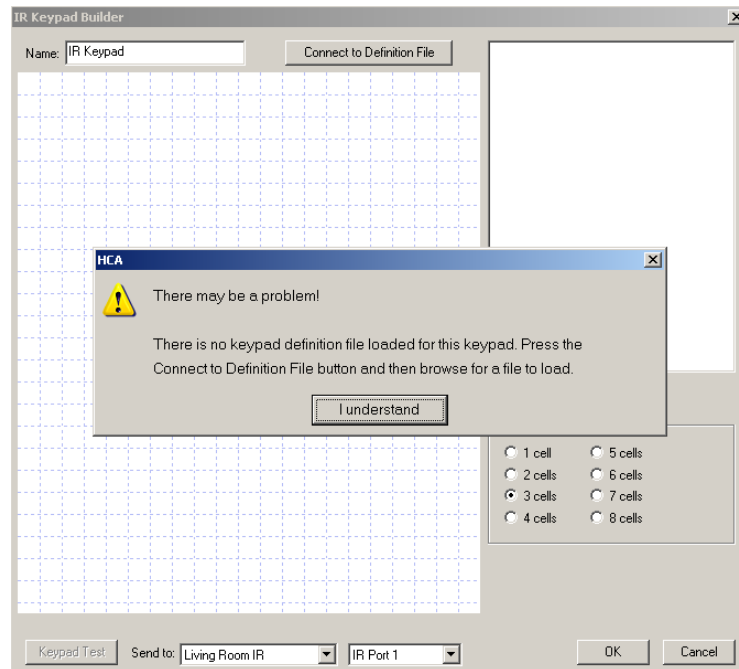 IR Keypad Builder
Name: IR Keypad
Connect to Definition File
HCA
There may be a problem!
There is no keypad definition file loaded for this keypad. Press the
Connect to Definition File button and then browse for a file to load.
I understand
1 cell 5 cells
2 cells 6 cells
3 cells 7 cells
4 cells 8 cells
Keypad Test Send to: Living Room IR IR Port 1 OK Cancel